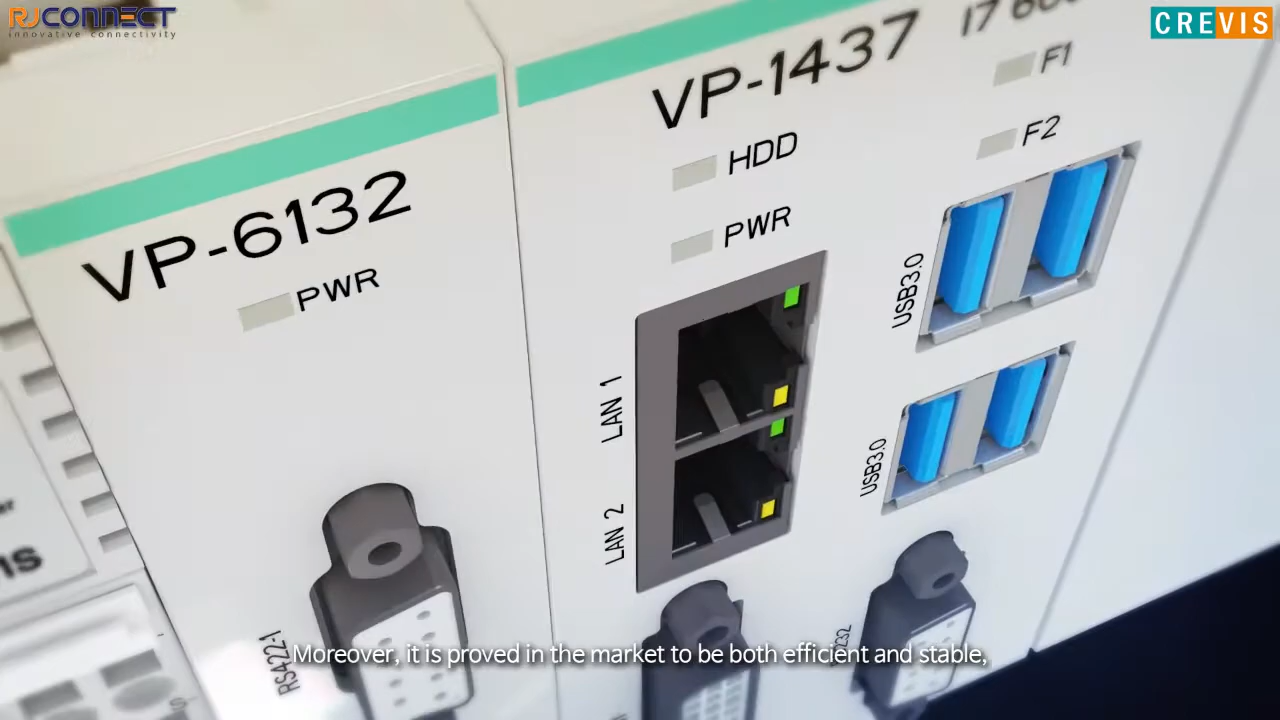 RJCONNECT
innovative connectivity
CREVIS
VP-6132
PWR
RS422-1
VP-1437
HDD
PWR
F1
F2
LAN 1
LAN 2
USB3.0
USB3.0
Moreover, it is proved in the market to be both efficient and stable,